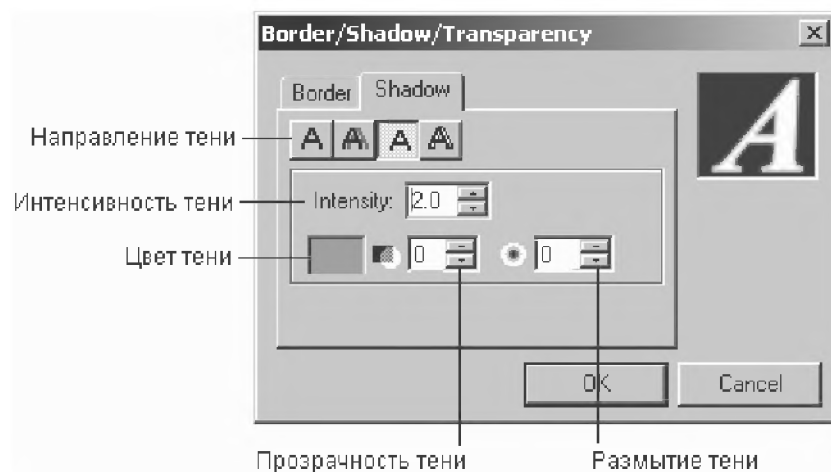 Border/Shadow/Transparency
Border Shadow
Направление тени
A A A A
A
Интенсивность тени
Intensity: 2.0
Цвет тени
0 0
OK Cancel
Прозрачность тени Размытие тени